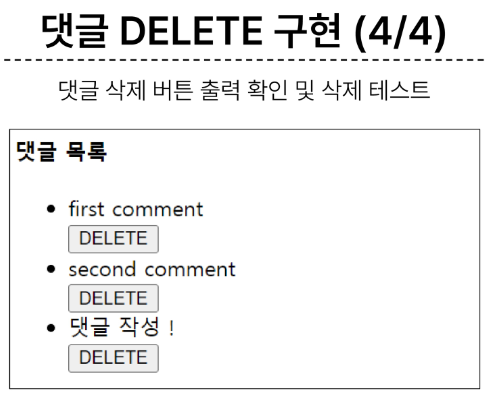 댓글 DELETE 구현 (4/4)
댓글 삭제 버튼 출력 확인 및 삭제 테스트
댓글 목록
first comment
DELETE
second comment
DELETE
댓글 작성 !
DELETE